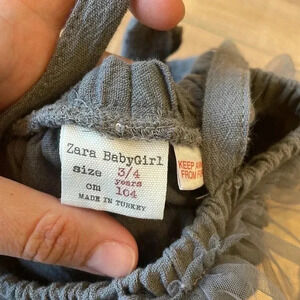 Zara BabyGirl
size 3/4
years
cm 104
MADE IN TURKEY
KEEP AWAY
FROM FIRE